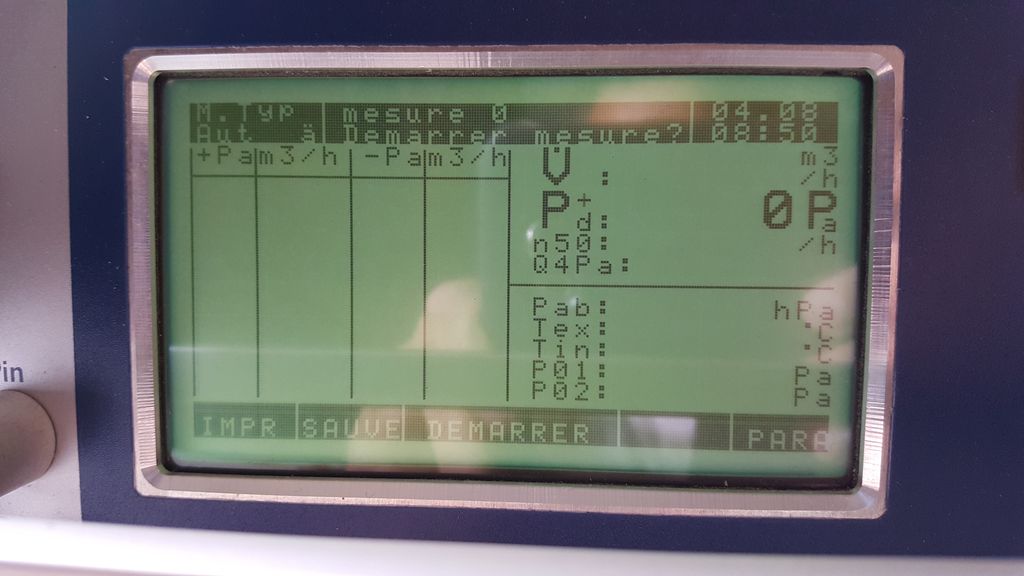 M.Typ mesure 0 04.08
Aut. ä Demarrer mesure? 08:50
+Pa m3/h -Pa m3/h
V̇ : m3/h
P+d: 0Pa
n50: /h
Q4Pa:
Pab: hPa
Tex: °C
Tin: °C
P01: Pa
P02: Pa
IMPR SAUVE DEMARRER PARA
in